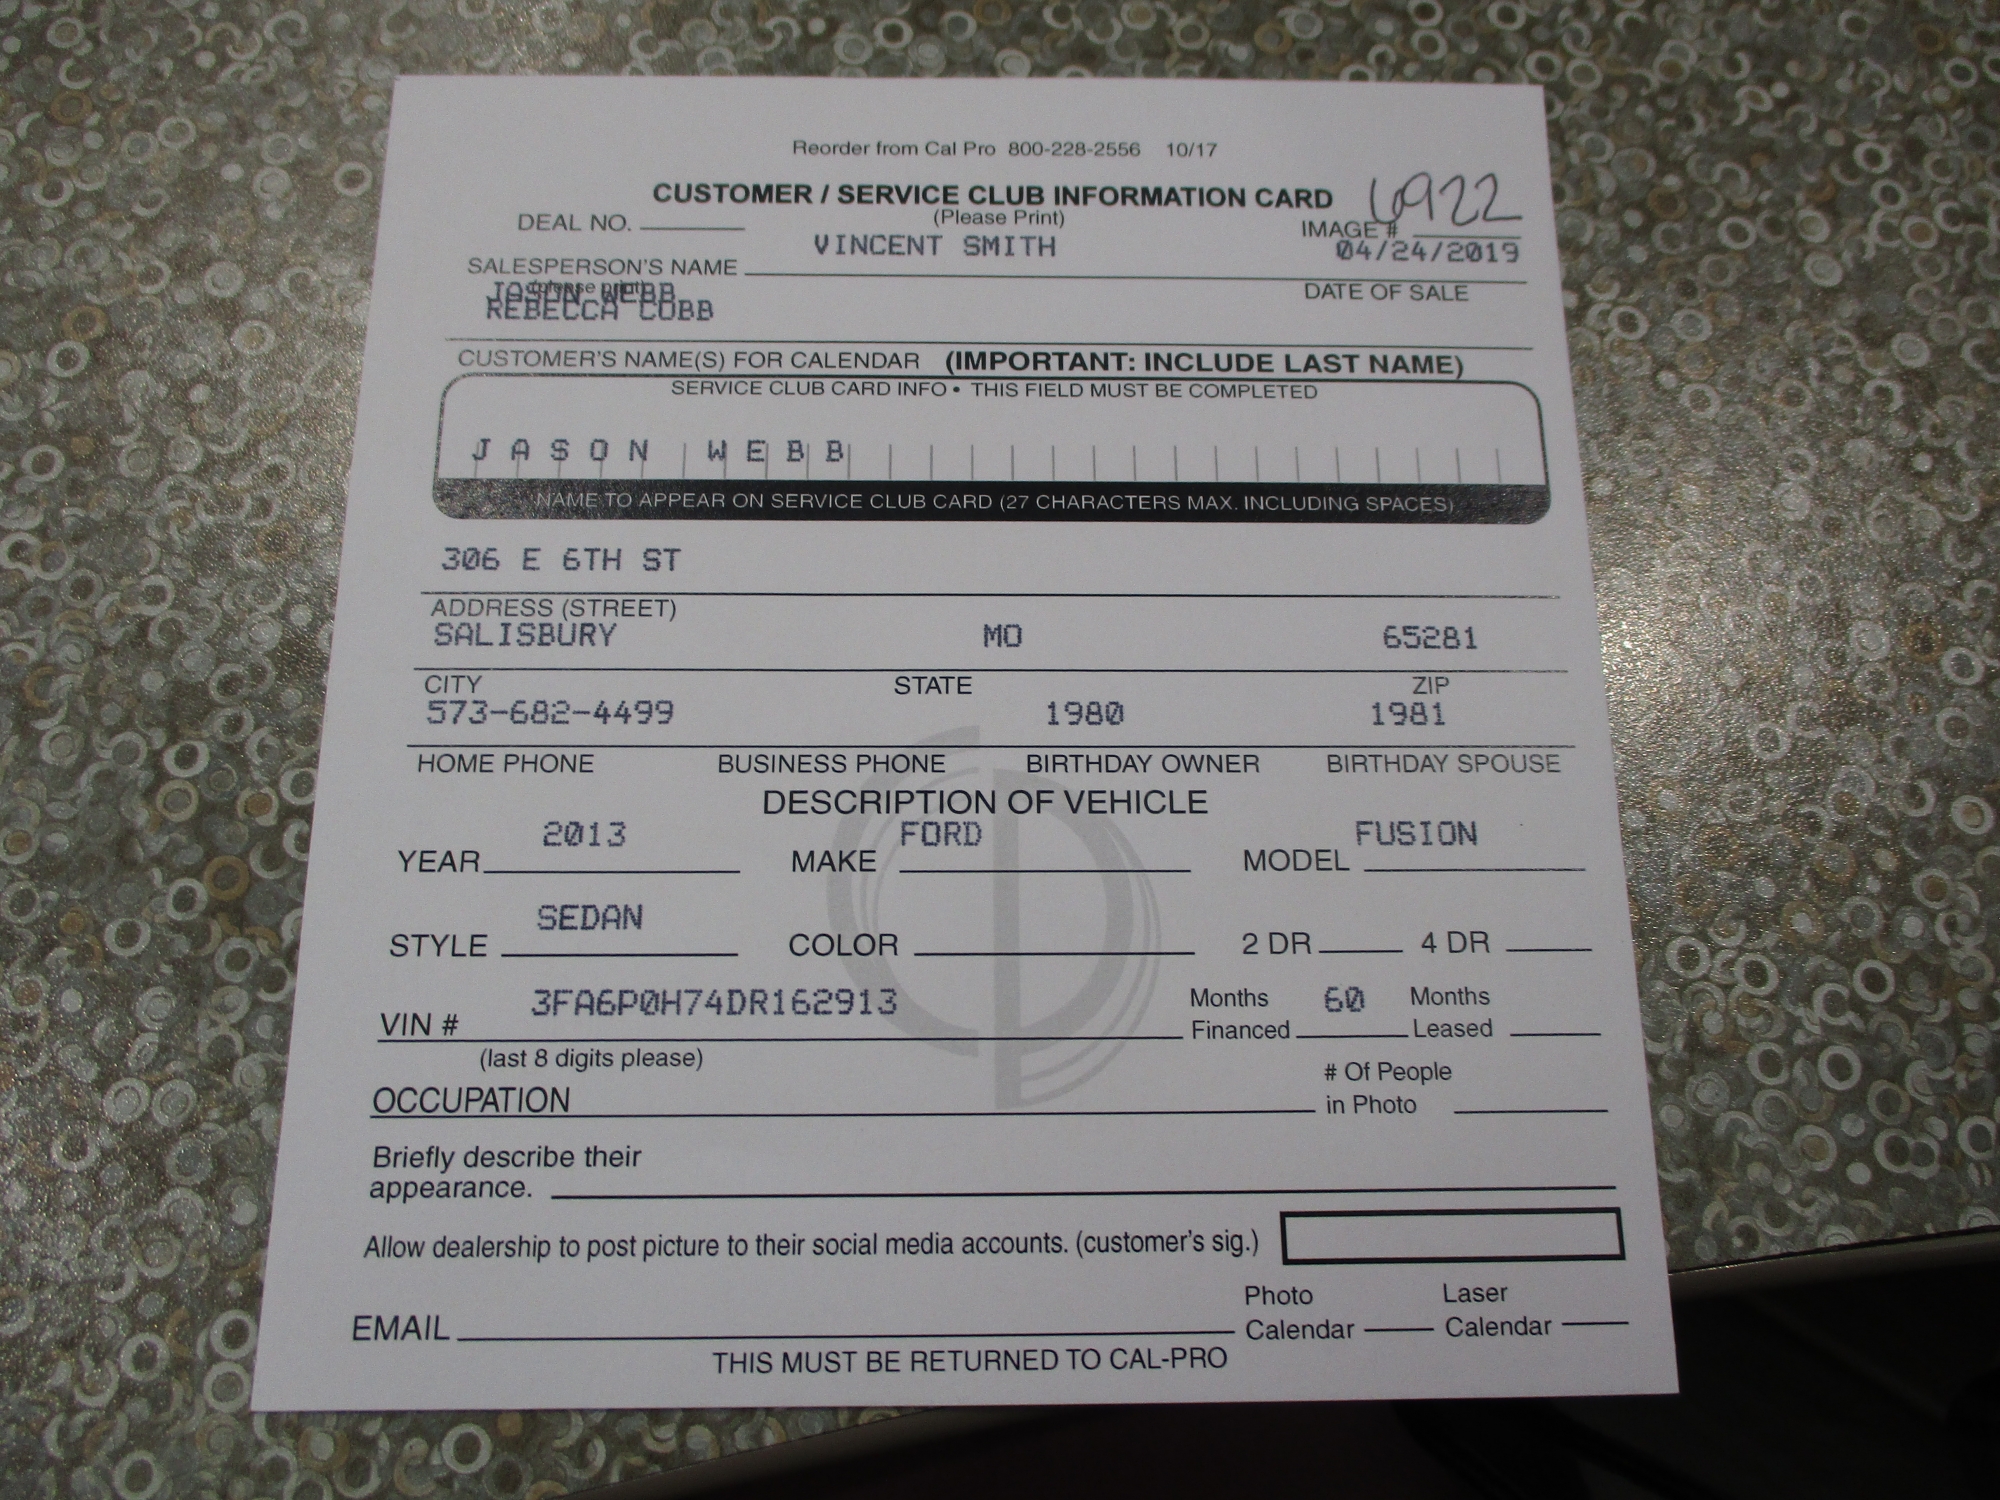 Reorder from Cal Pro 800-228-2556 10/17
CUSTOMER / SERVICE CLUB INFORMATION CARD 6922
DEAL NO. (Please Print) IMAGE #
VINCENT SMITH 04/24/2019
SALESPERSON'S NAME
(please print) DATE OF SALE
JASON WEBB
REBECCA COBB
CUSTOMER'S NAME(S) FOR CALENDAR (IMPORTANT: INCLUDE LAST NAME)
SERVICE CLUB CARD INFO • THIS FIELD MUST BE COMPLETED
JASON WEBB
NAME TO APPEAR ON SERVICE CLUB CARD (27 CHARACTERS MAX. INCLUDING SPACES)
306 E 6TH ST
ADDRESS (STREET)
SALISBURY MO 65281
CITY STATE ZIP
573-682-4499 1980 1981
HOME PHONE BUSINESS PHONE BIRTHDAY OWNER BIRTHDAY SPOUSE
DESCRIPTION OF VEHICLE
2013 FORD FUSION
YEAR MAKE MODEL
SEDAN
STYLE COLOR 2 DR 4 DR
3FA6P0H74DR162913 Months 60 Months
VIN # Financed Leased
(last 8 digits please)
# Of People
OCCUPATION in Photo
Briefly describe their
appearance.
Allow dealership to post picture to their social media accounts. (customer's sig.)
Photo Laser
EMAIL Calendar Calendar
THIS MUST BE RETURNED TO CAL-PRO